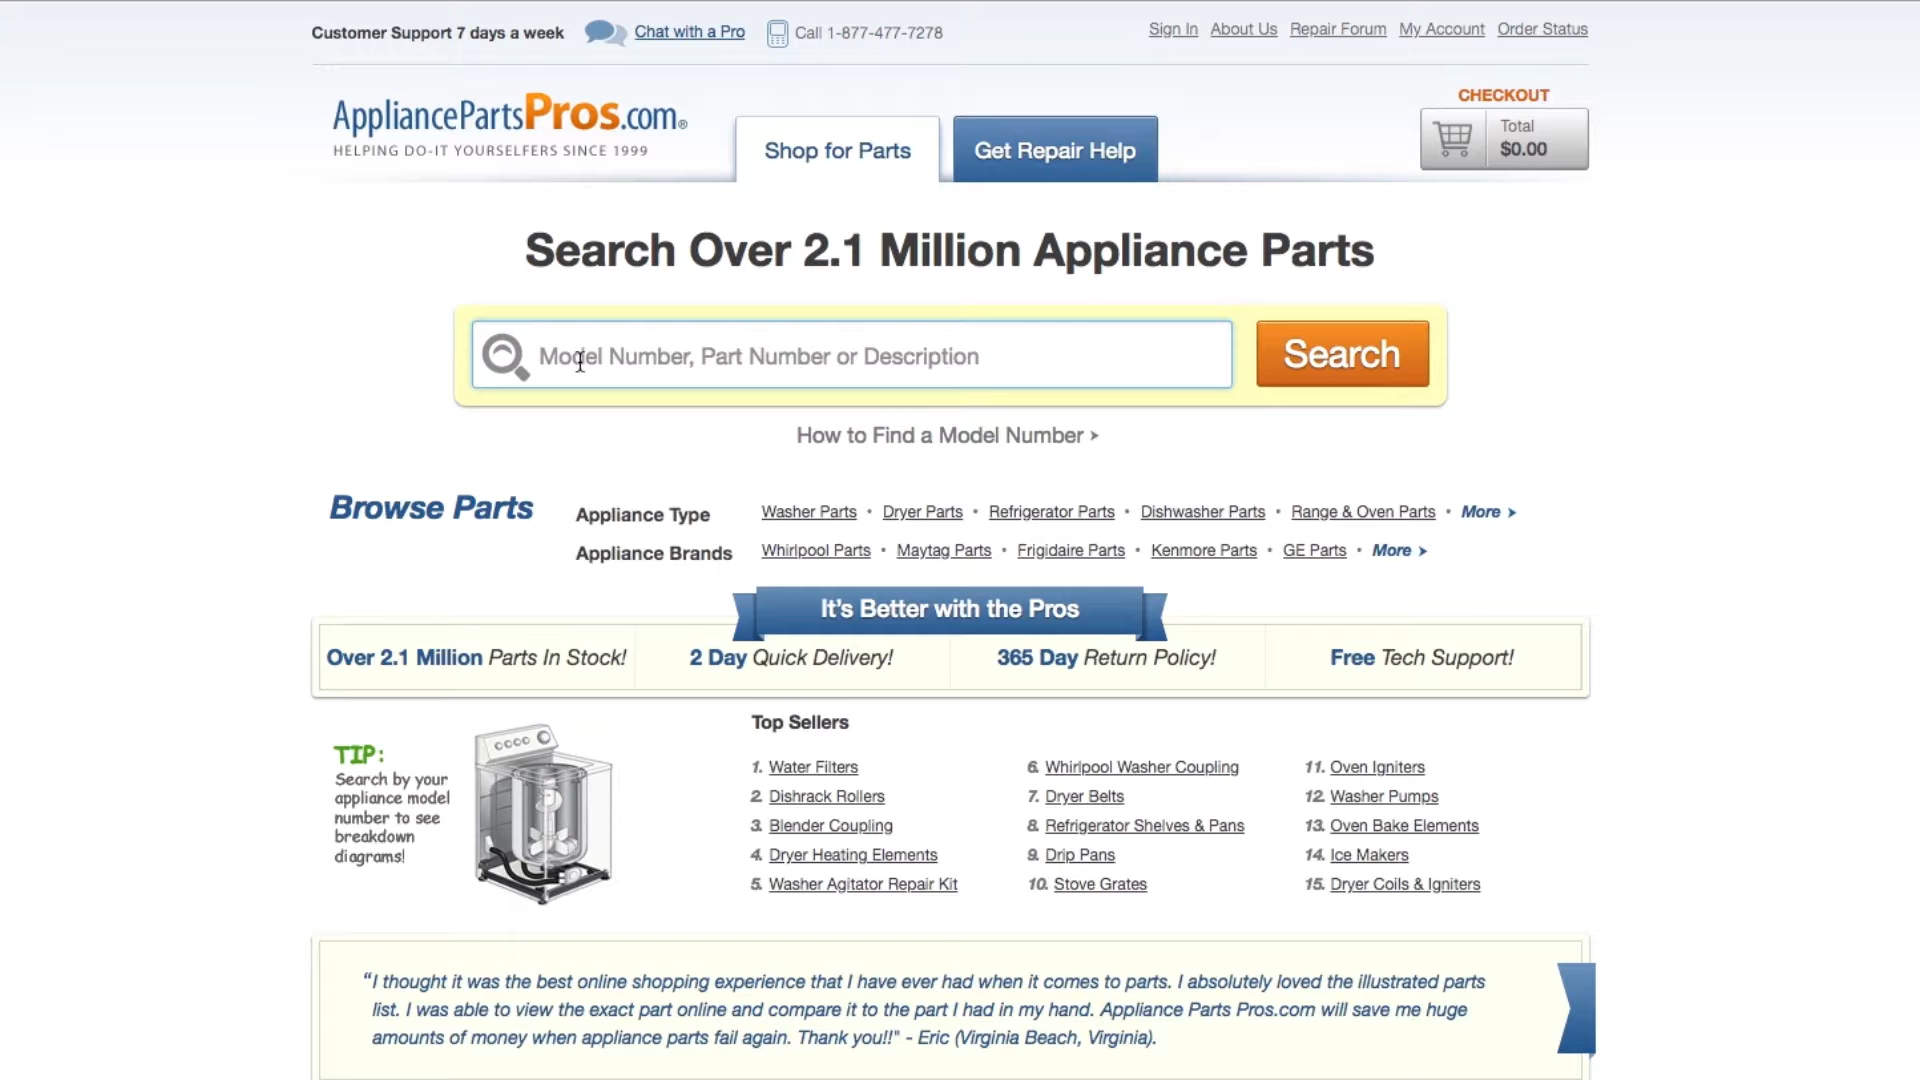 Customer Support 7 days a week Chat with a Pro Call 1-877-477-7278 Sign In About Us Repair Forum My Account Order Status
CHECKOUT
AppliancePartsPros.com®
HELPING DO-IT YOURSELFERS SINCE 1999
Shop for Parts
Get Repair Help
Total
$0.00
Search Over 2.1 Million Appliance Parts
Model Number, Part Number or Description
Search
How to Find a Model Number >
Browse Parts
Appliance Type Washer Parts • Dryer Parts • Refrigerator Parts • Dishwasher Parts • Range & Oven Parts • More >
Appliance Brands Whirlpool Parts • Maytag Parts • Frigidaire Parts • Kenmore Parts • GE Parts • More >
It's Better with the Pros
Over 2.1 Million Parts In Stock! 2 Day Quick Delivery! 365 Day Return Policy! Free Tech Support!
TIP:
Search by your
appliance model
number to see
breakdown
diagrams!
Top Sellers
1. Water Filters
2. Dishrack Rollers
3. Blender Coupling
4. Dryer Heating Elements
5. Washer Agitator Repair Kit
6. Whirlpool Washer Coupling
7. Dryer Belts
8. Refrigerator Shelves & Pans
9. Drip Pans
10. Stove Grates
11. Oven Igniters
12. Washer Pumps
13. Oven Bake Elements
14. Ice Makers
15. Dryer Coils & Igniters
"I thought it was the best online shopping experience that I have ever had when it comes to parts. I absolutely loved the illustrated parts
list. I was able to view the exact part online and compare it to the part I had in my hand. Appliance Parts Pros.com will save me huge
amounts of money when appliance parts fail again. Thank you!!" - Eric (Virginia Beach, Virginia).